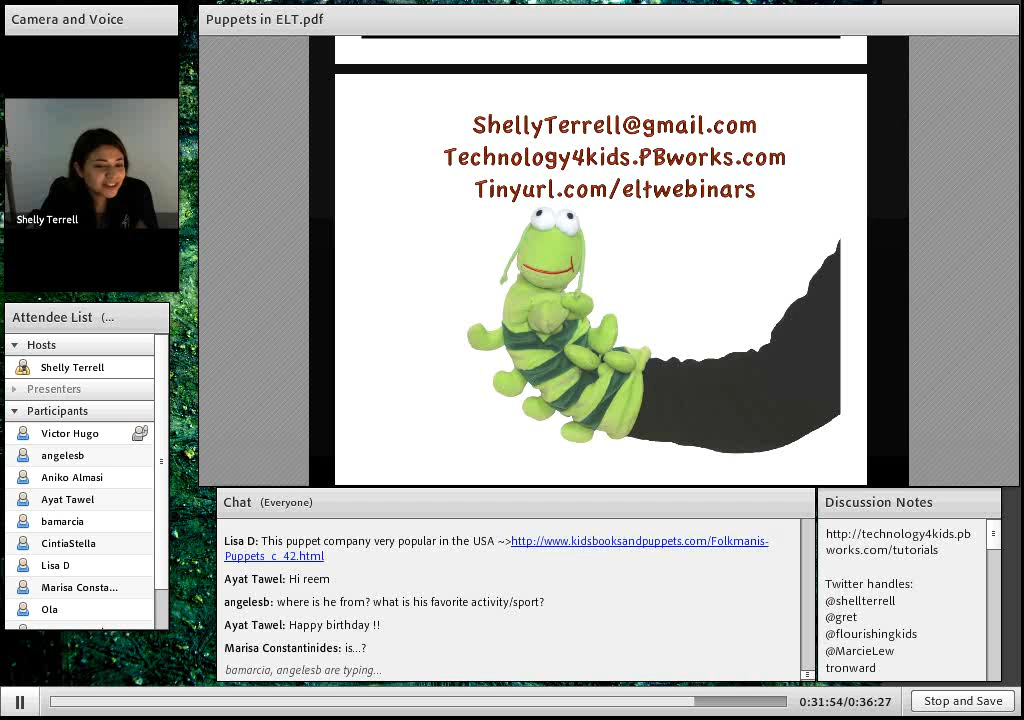 Camera and Voice
Shelly Terrell
Attendee List (...
Hosts
Shelly Terrell
Presenters
Participants
Victor Hugo
angelesb
Aniko Almasi
Ayat Tawel
bamarcia
CintiaStella
Lisa D
Marisa Consta...
Ola
Puppets in ELT.pdf
ShellyTerrell@gmail.com
Technology4kids.PBworks.com
Tinyurl.com/eltwebinars
Chat (Everyone)
Lisa D: This puppet company very popular in the USA ~>http://www.kidsbooksandpuppets.com/Folkmanis-
Puppets_c_42.html
Ayat Tawel: Hi reem
angelesb: where is he from? what is his favorite activity/sport?
Ayat Tawel: Happy birthday !!
Marisa Constantinides: is...?
bamarcia, angelesb are typing...
Discussion Notes
http://technology4kids.pb
works.com/tutorials
Twitter handles:
@shellterrell
@gret
@flourishingkids
@MarcieLew
tronward
0:31:54/0:36:27
Stop and Save